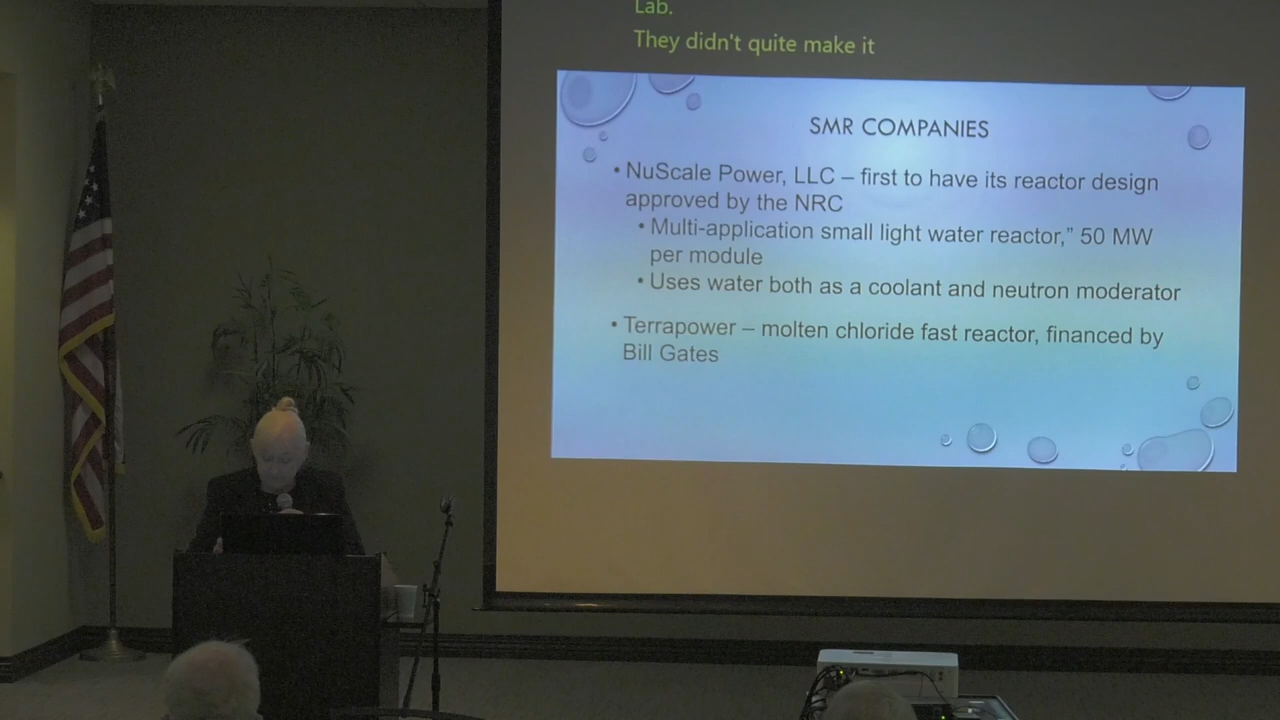 Lab.
They didn't quite make it
SMR COMPANIES
• NuScale Power, LLC – first to have its reactor design
approved by the NRC
• Multi-application small light water reactor,” 50 MW
per module
• Uses water both as a coolant and neutron moderator
• Terrapower – molten chloride fast reactor, financed by
Bill Gates